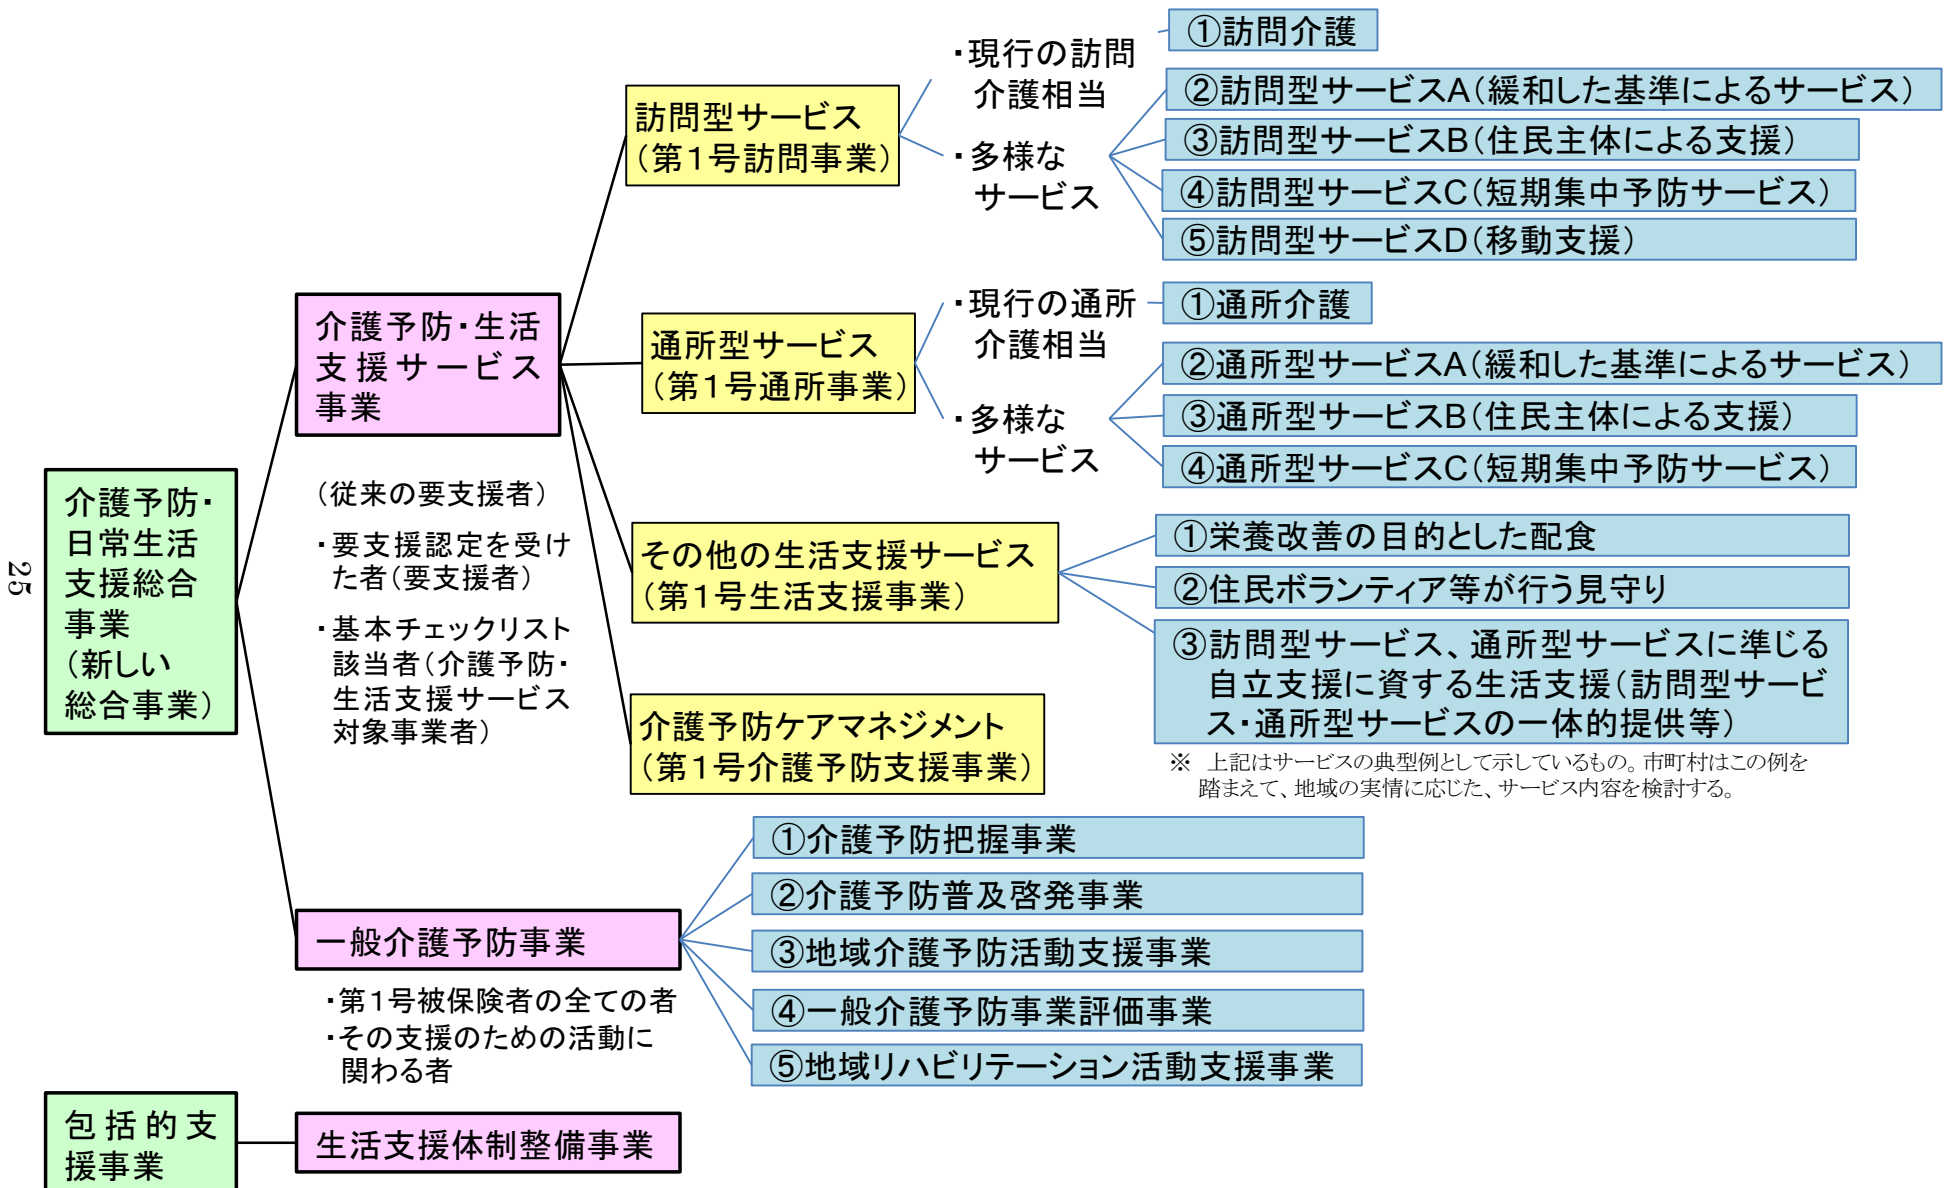 25
介護予防・
日常生活
支援総合
事業
（新しい
総合事業）
介護予防・生活
支援サービス
事業
（従来の要支援者）
・要支援認定を受け
た者（要支援者）
・基本チェックリスト
該当者（介護予防・
生活支援サービス
対象事業者）
訪問型サービス
（第１号訪問事業）
・現行の訪問
介護相当
①訪問介護
・多様な
サービス
②訪問型サービスA（緩和した基準によるサービス）
③訪問型サービスB（住民主体による支援）
④訪問型サービスC（短期集中予防サービス）
⑤訪問型サービスD（移動支援）
通所型サービス
（第１号通所事業）
・現行の通所
介護相当
①通所介護
・多様な
サービス
②通所型サービスA（緩和した基準によるサービス）
③通所型サービスB（住民主体による支援）
④通所型サービスC（短期集中予防サービス）
その他の生活支援サービス
（第１号生活支援事業）
①栄養改善の目的とした配食
②住民ボランティア等が行う見守り
③訪問型サービス、通所型サービスに準じる
自立支援に資する生活支援（訪問型サービ
ス・通所型サービスの一体的提供等）
※　上記はサービスの典型例として示しているもの。市町村はこの例を
踏まえて、地域の実情に応じた、サービス内容を検討する。
介護予防ケアマネジメント
（第１号介護予防支援事業）
一般介護予防事業
・第１号被保険者の全ての者
・その支援のための活動に
関わる者
①介護予防把握事業
②介護予防普及啓発事業
③地域介護予防活動支援事業
④一般介護予防事業評価事業
⑤地域リハビリテーション活動支援事業
包括的支
援事業
生活支援体制整備事業